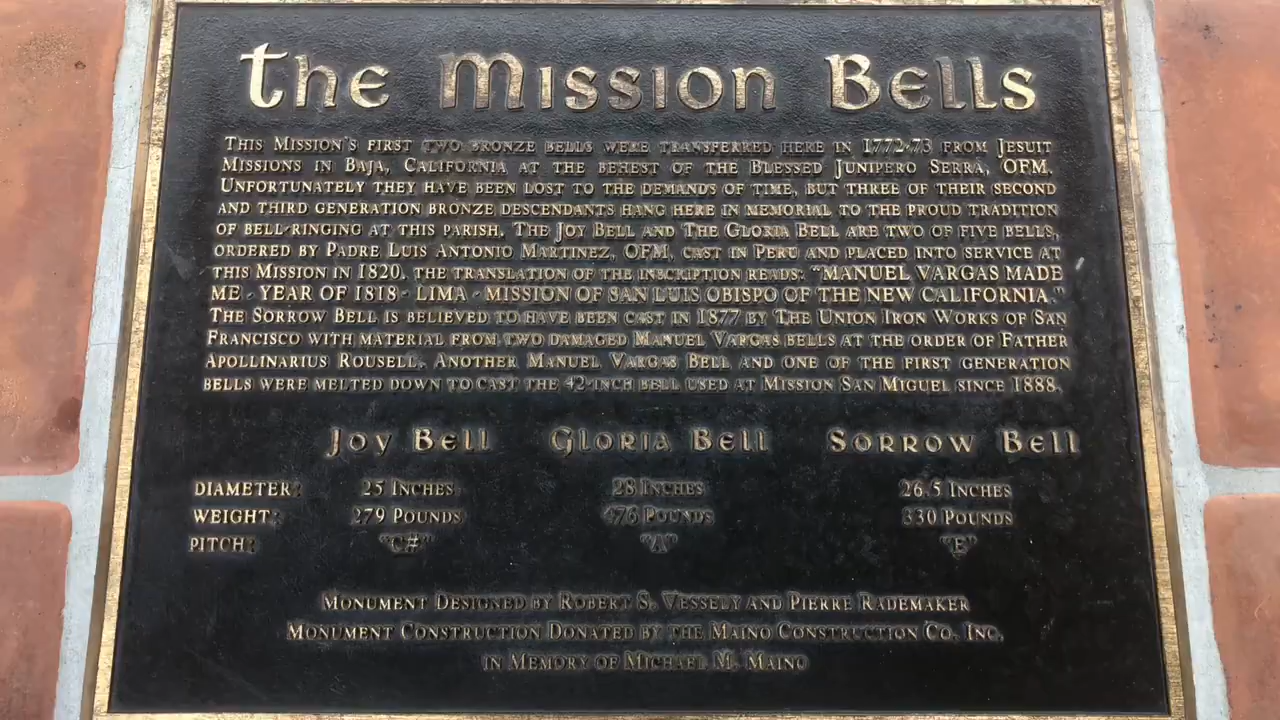 The Mission Bells
This Mission's first two bronze bells were transferred here in 1772-73 from Jesuit
Missions in Baja, California at the behest of the Blessed Junipero Serra, OFM.
Unfortunately they have been lost to the demands of time, but three of their second
and third generation bronze descendants hang here in memorial to the proud tradition
of bell-ringing at this parish. The Joy Bell and The Gloria Bell are two of five bells,
ordered by Padre Luis Antonio Martinez, OFM, cast in Peru and placed into service at
this Mission in 1820. The translation of the inscription reads: "MANUEL VARGAS MADE
ME - YEAR OF 1818 - LIMA - MISSION OF SAN LUIS OBISPO OF THE NEW CALIFORNIA."
The Sorrow Bell is believed to have been cast in 1877 by The Union Iron Works of San
Francisco with material from two damaged Manuel Vargas bells at the order of Father
Apollinarius Rousell. Another Manuel Vargas Bell and one of the first generation
bells were melted down to cast the 42-inch bell used at Mission San Miguel since 1888.
Joy Bell Gloria Bell Sorrow Bell
DIAMETER: 25 Inches 28 Inches 26.5 Inches
WEIGHT: 279 Pounds 476 Pounds 330 Pounds
PITCH: "C#" "A" "E"
Monument Designed by Robert S. Vessely and Pierre Rademaker
Monument Construction Donated by the Maino Construction Co. Inc.
in Memory of Michael M. Maino